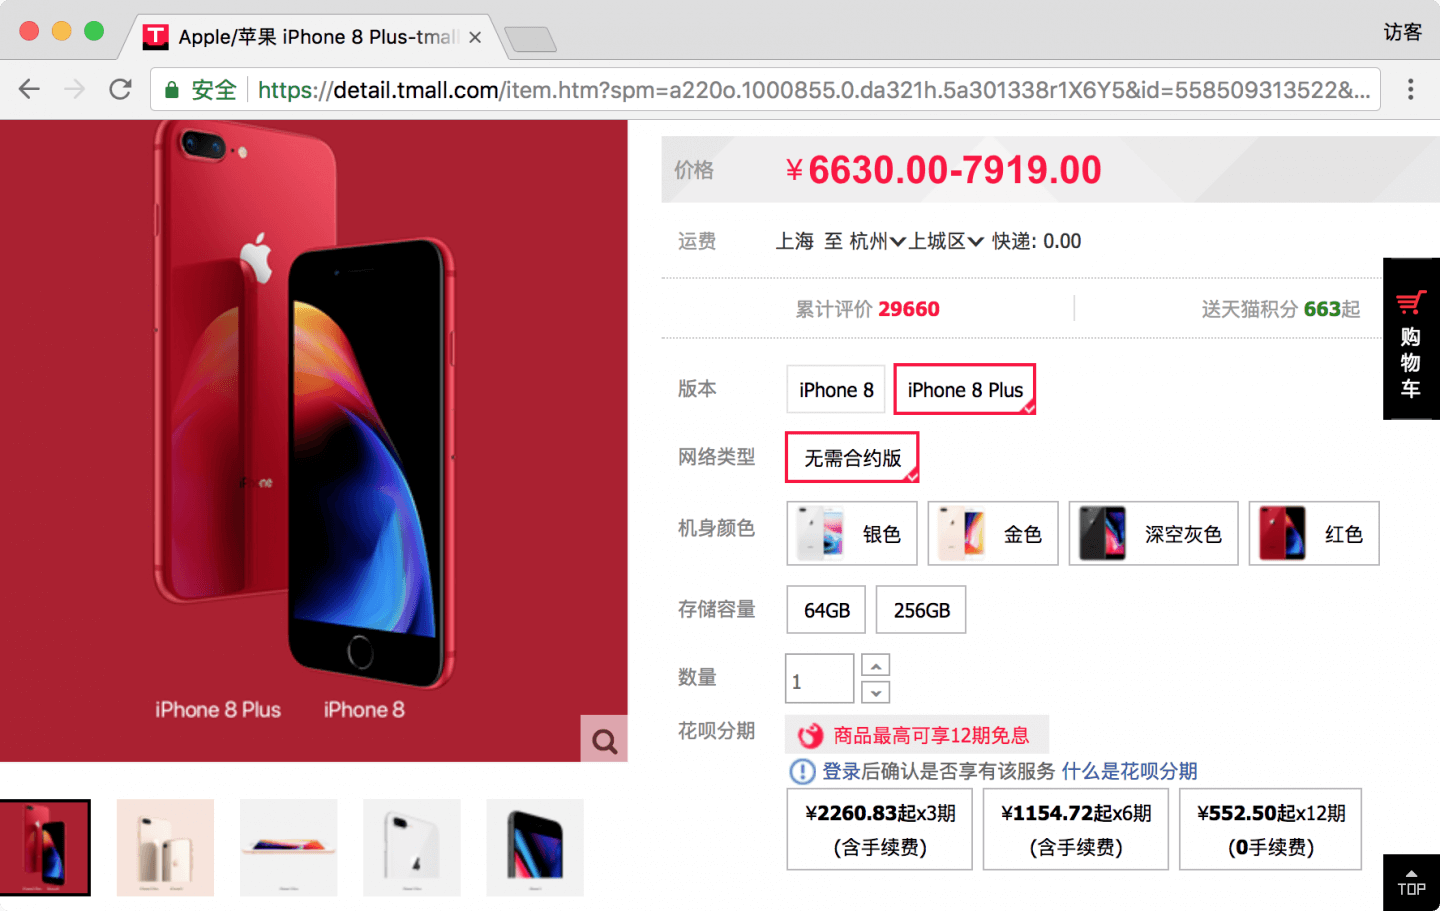 Apple/苹果 iPhone 8 Plus-tmall
访客
安全
https://detail.tmall.com/item.htm?spm=a220o.1000855.0.da321h.5a301338r1X6Y5&id=558509313522&...
价格
¥6630.00-7919.00
运费
上海 至 杭州 上城区 快递: 0.00
累计评价 29660
送天猫积分 663起
购物车
版本
iPhone 8
iPhone 8 Plus
网络类型
无需合约版
机身颜色
银色
金色
深空灰色
红色
存储容量
64GB
256GB
数量
1
花呗分期
商品最高可享12期免息
登录后确认是否享有该服务 什么是花呗分期
¥2260.83起x3期
(含手续费)
¥1154.72起x6期
(含手续费)
¥552.50起x12期
(0手续费)
iPhone 8 Plus
iPhone 8
TOP